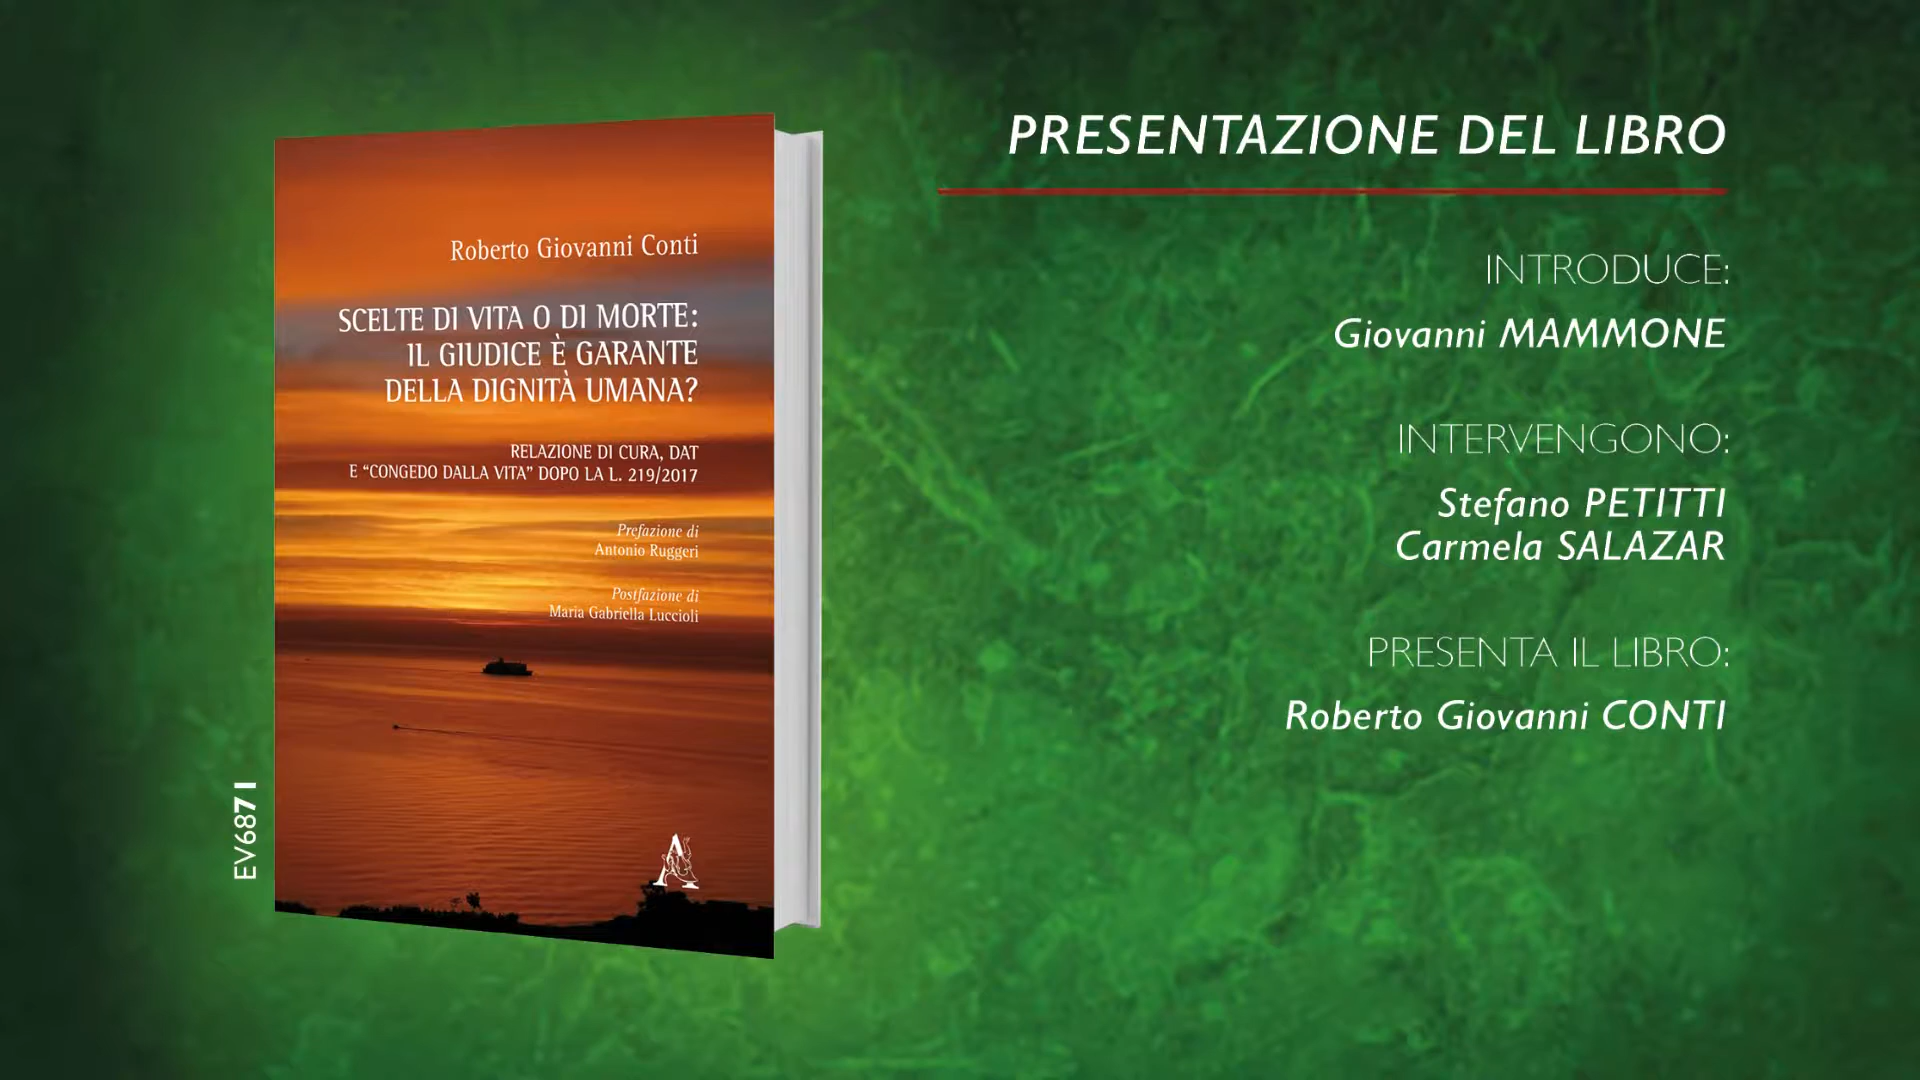 Roberto Giovanni Conti
SCELTE DI VITA O DI MORTE:
IL GIUDICE È GARANTE
DELLA DIGNITÀ UMANA?
RELAZIONE DI CURA, DAT
E “CONGEDO DALLA VITA” DOPO LA L. 219/2017
Prefazione di
Antonio Ruggeri
Postfazione di
Maria Gabriella Luccioli
EV6871
PRESENTAZIONE DEL LIBRO
INTRODUCE:
Giovanni MAMMONE
INTERVENGONO:
Stefano PETITTI
Carmela SALAZAR
PRESENTA IL LIBRO:
Roberto Giovanni CONTI